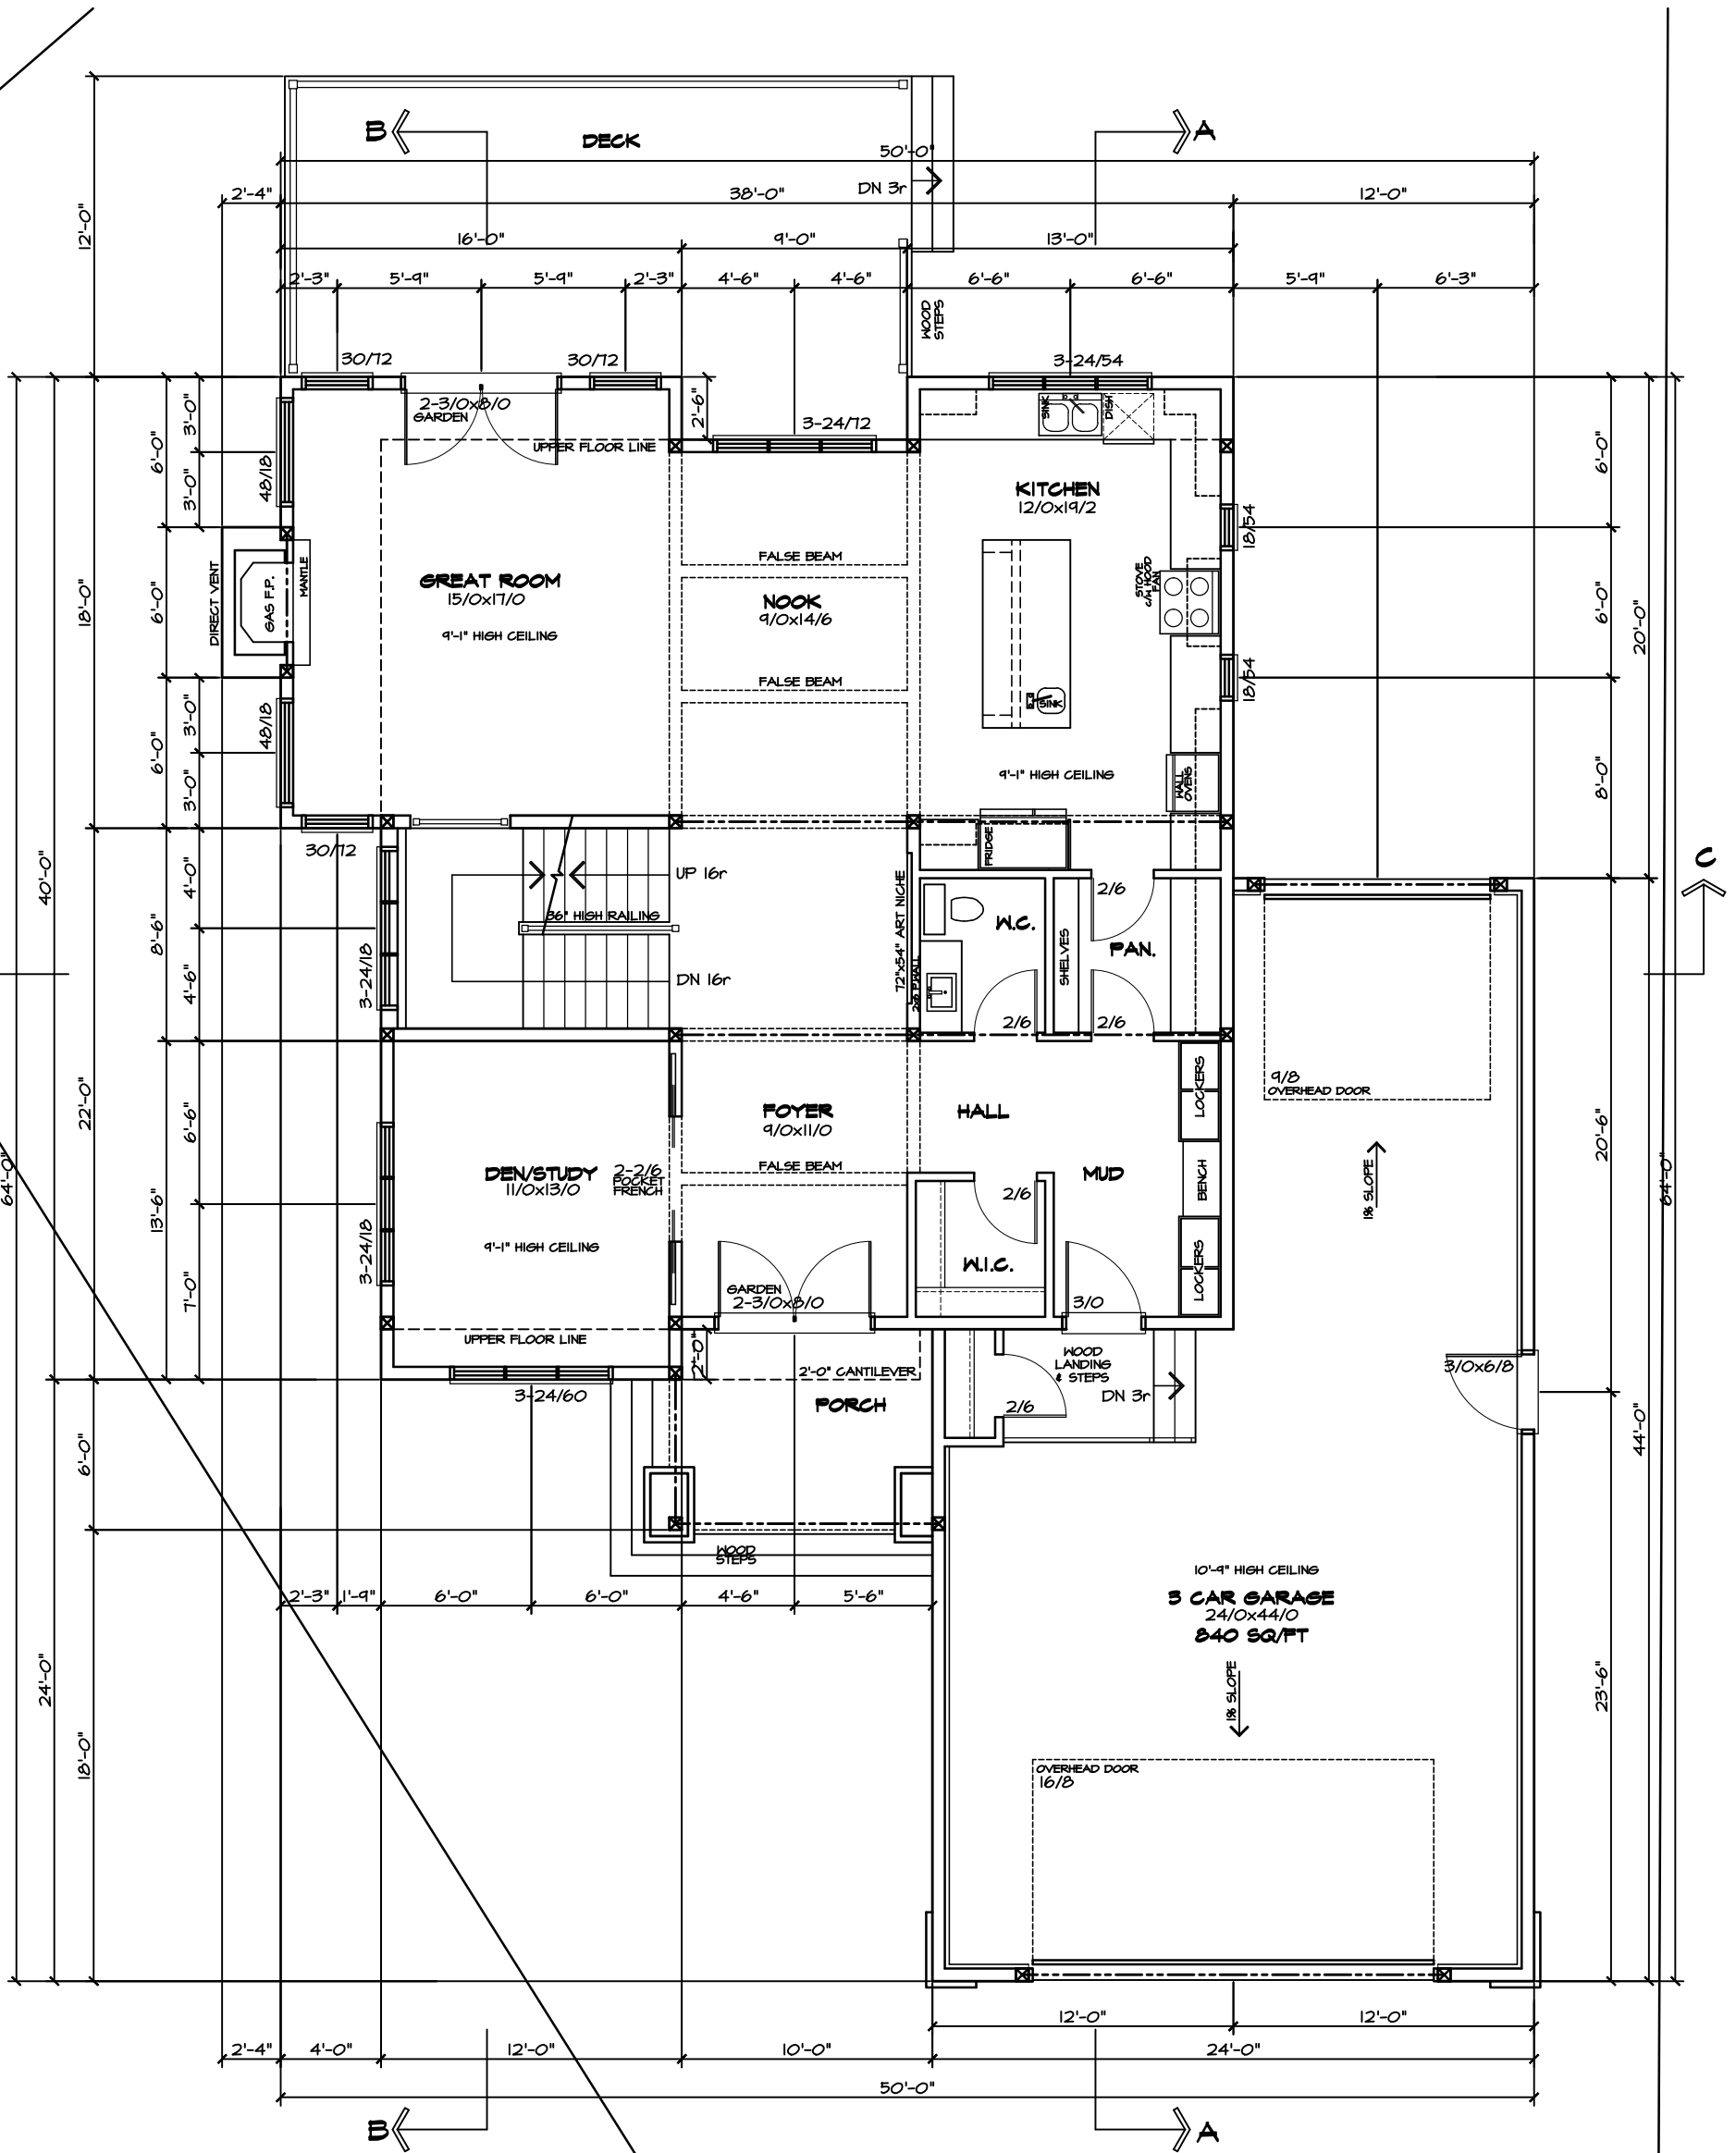 B
A
DECK
50'-0"
2'-4"
38'-0"
DN 3r
12'-0"
12'-0"
16'-0"
9'-0"
13'-0"
2'-3"
5'-9"
5'-9"
2'-3"
4'-6"
4'-6"
6'-6"
6'-6"
5'-9"
6'-3"
WOOD
STEPS
30/72
30/72
3-24/54
2-3/0x8/0
GARDEN
2'-6"
3-24/72
SINK
DISH
UPPER FLOOR LINE
3'-0"
6'-0"
3'-0"
48/18
6'-0"
KITCHEN
12/0x19/2
18/54
FALSE BEAM
GREAT ROOM
15/0x17/0
9'-1" HIGH CEILING
NOOK
9/0x14/6
STOVE
C/W HOOD
FAN
DIRECT VENT
GAS F.P.
MANTLE
18'-0"
6'-0"
6'-0"
20'-0"
FALSE BEAM
SINK
18/54
3'-0"
6'-0"
3'-0"
48/18
9'-1" HIGH CEILING
WALL
OVENS
8'-0"
30/72
FRIDGE
40'-0"
4'-0"
8'-6"
4'-6"
3-24/18
UP 16r
36" HIGH RAILING
DN 16r
72"x54" ART NICHE
2x6 P.WALL
W.C.
SHELVES
2/6
PAN.
2/6
2/6
C
9/8
OVERHEAD DOOR
22'-0"
64'-0"
13'-6"
6'-6"
7'-0"
3-24/18
DEN/STUDY
11/0x13/0
2-2/6
POCKET
FRENCH
9'-1" HIGH CEILING
FOYER
9/0x11/0
FALSE BEAM
HALL
MUD
LOCKERS
BENCH
LOCKERS
2/6
W.I.C.
1% SLOPE
20'-6"
64'-0"
GARDEN
2-3/0x8/0
3/0
UPPER FLOOR LINE
2'-0"
2'-0" CANTILEVER
PORCH
WOOD
LANDING
& STEPS
DN 3r
2/6
3/0x6/8
3-24/60
6'-0"
44'-0"
WOOD
STEPS
2'-3"
1'-9"
6'-0"
6'-0"
4'-6"
5'-6"
10'-9" HIGH CEILING
3 CAR GARAGE
24/0x44/0
840 SQ/FT
1% SLOPE
24'-0"
18'-0"
23'-6"
OVERHEAD DOOR
16/8
12'-0"
12'-0"
2'-4"
4'-0"
12'-0"
10'-0"
24'-0"
50'-0"
B
A